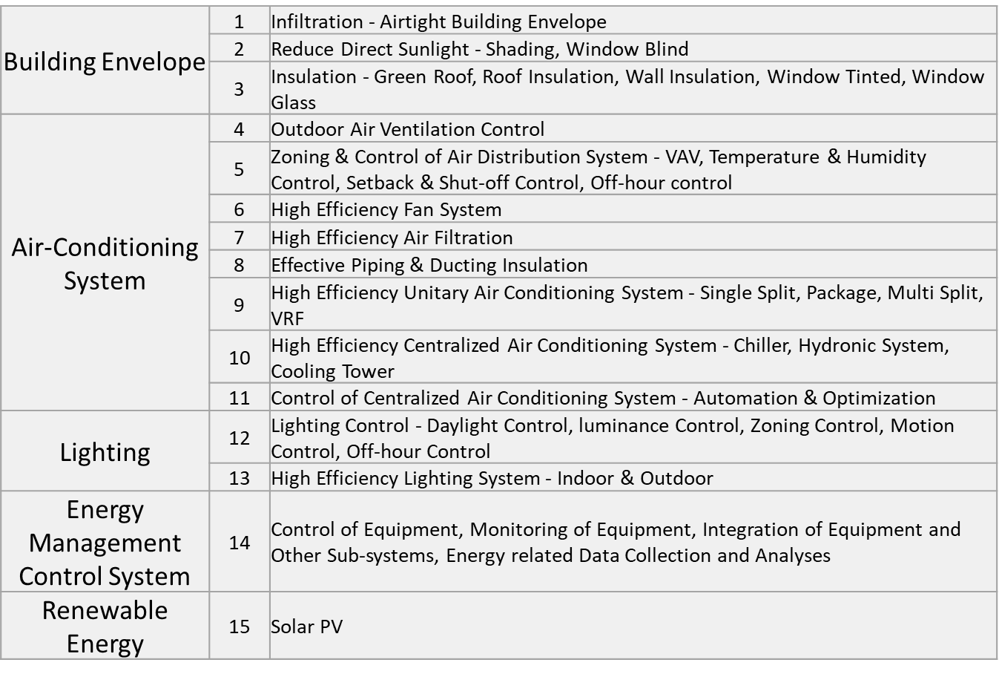 Building Envelope
1
Infiltration - Airtight Building Envelope
2
Reduce Direct Sunlight - Shading, Window Blind
3
Insulation - Green Roof, Roof Insulation, Wall Insulation, Window Tinted, Window
Glass
Air-Conditioning
System
4
Outdoor Air Ventilation Control
5
Zoning & Control of Air Distribution System - VAV, Temperature & Humidity
Control, Setback & Shut-off Control, Off-hour control
6
High Efficiency Fan System
7
High Efficiency Air Filtration
8
Effective Piping & Ducting Insulation
9
High Efficiency Unitary Air Conditioning System - Single Split, Package, Multi Split,
VRF
10
High Efficiency Centralized Air Conditioning System - Chiller, Hydronic System,
Cooling Tower
11
Control of Centralized Air Conditioning System - Automation & Optimization
Lighting
12
Lighting Control - Daylight Control, luminance Control, Zoning Control, Motion
Control, Off-hour Control
13
High Efficiency Lighting System - Indoor & Outdoor
Energy
Management
Control System
14
Control of Equipment, Monitoring of Equipment, Integration of Equipment and
Other Sub-systems, Energy related Data Collection and Analyses
Renewable
Energy
15
Solar PV